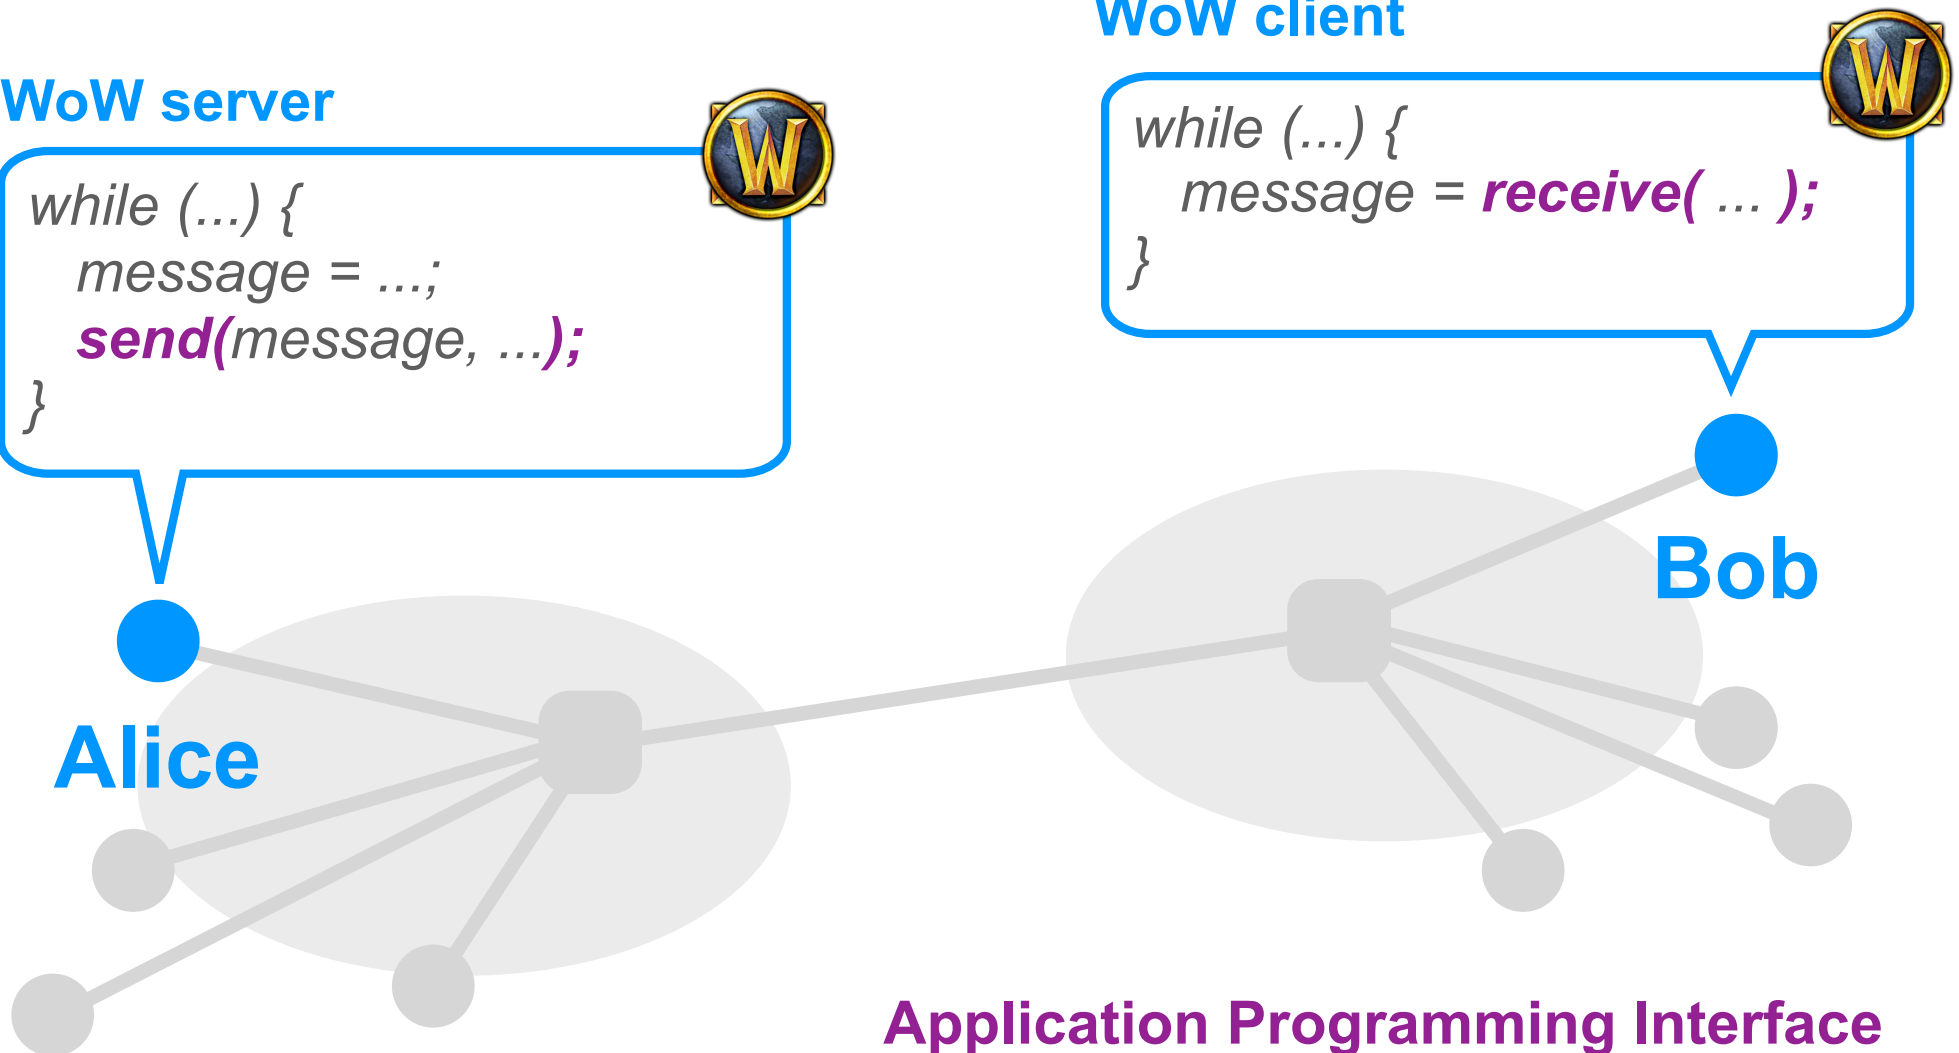 WoW server
while (...) {
message = ...;
send(message, ...);
}
WoW client
while (...) {
message = receive( ... );
}
Alice
Bob
Application Programming Interface